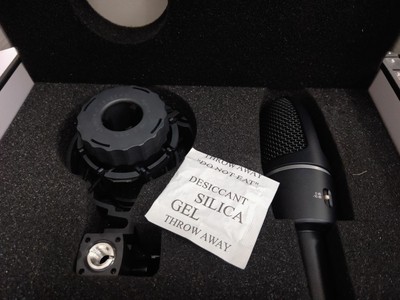 THROW AWAY
"DO NOT EAT"
DESICCANT
SILICA
GEL
THROW AWAY